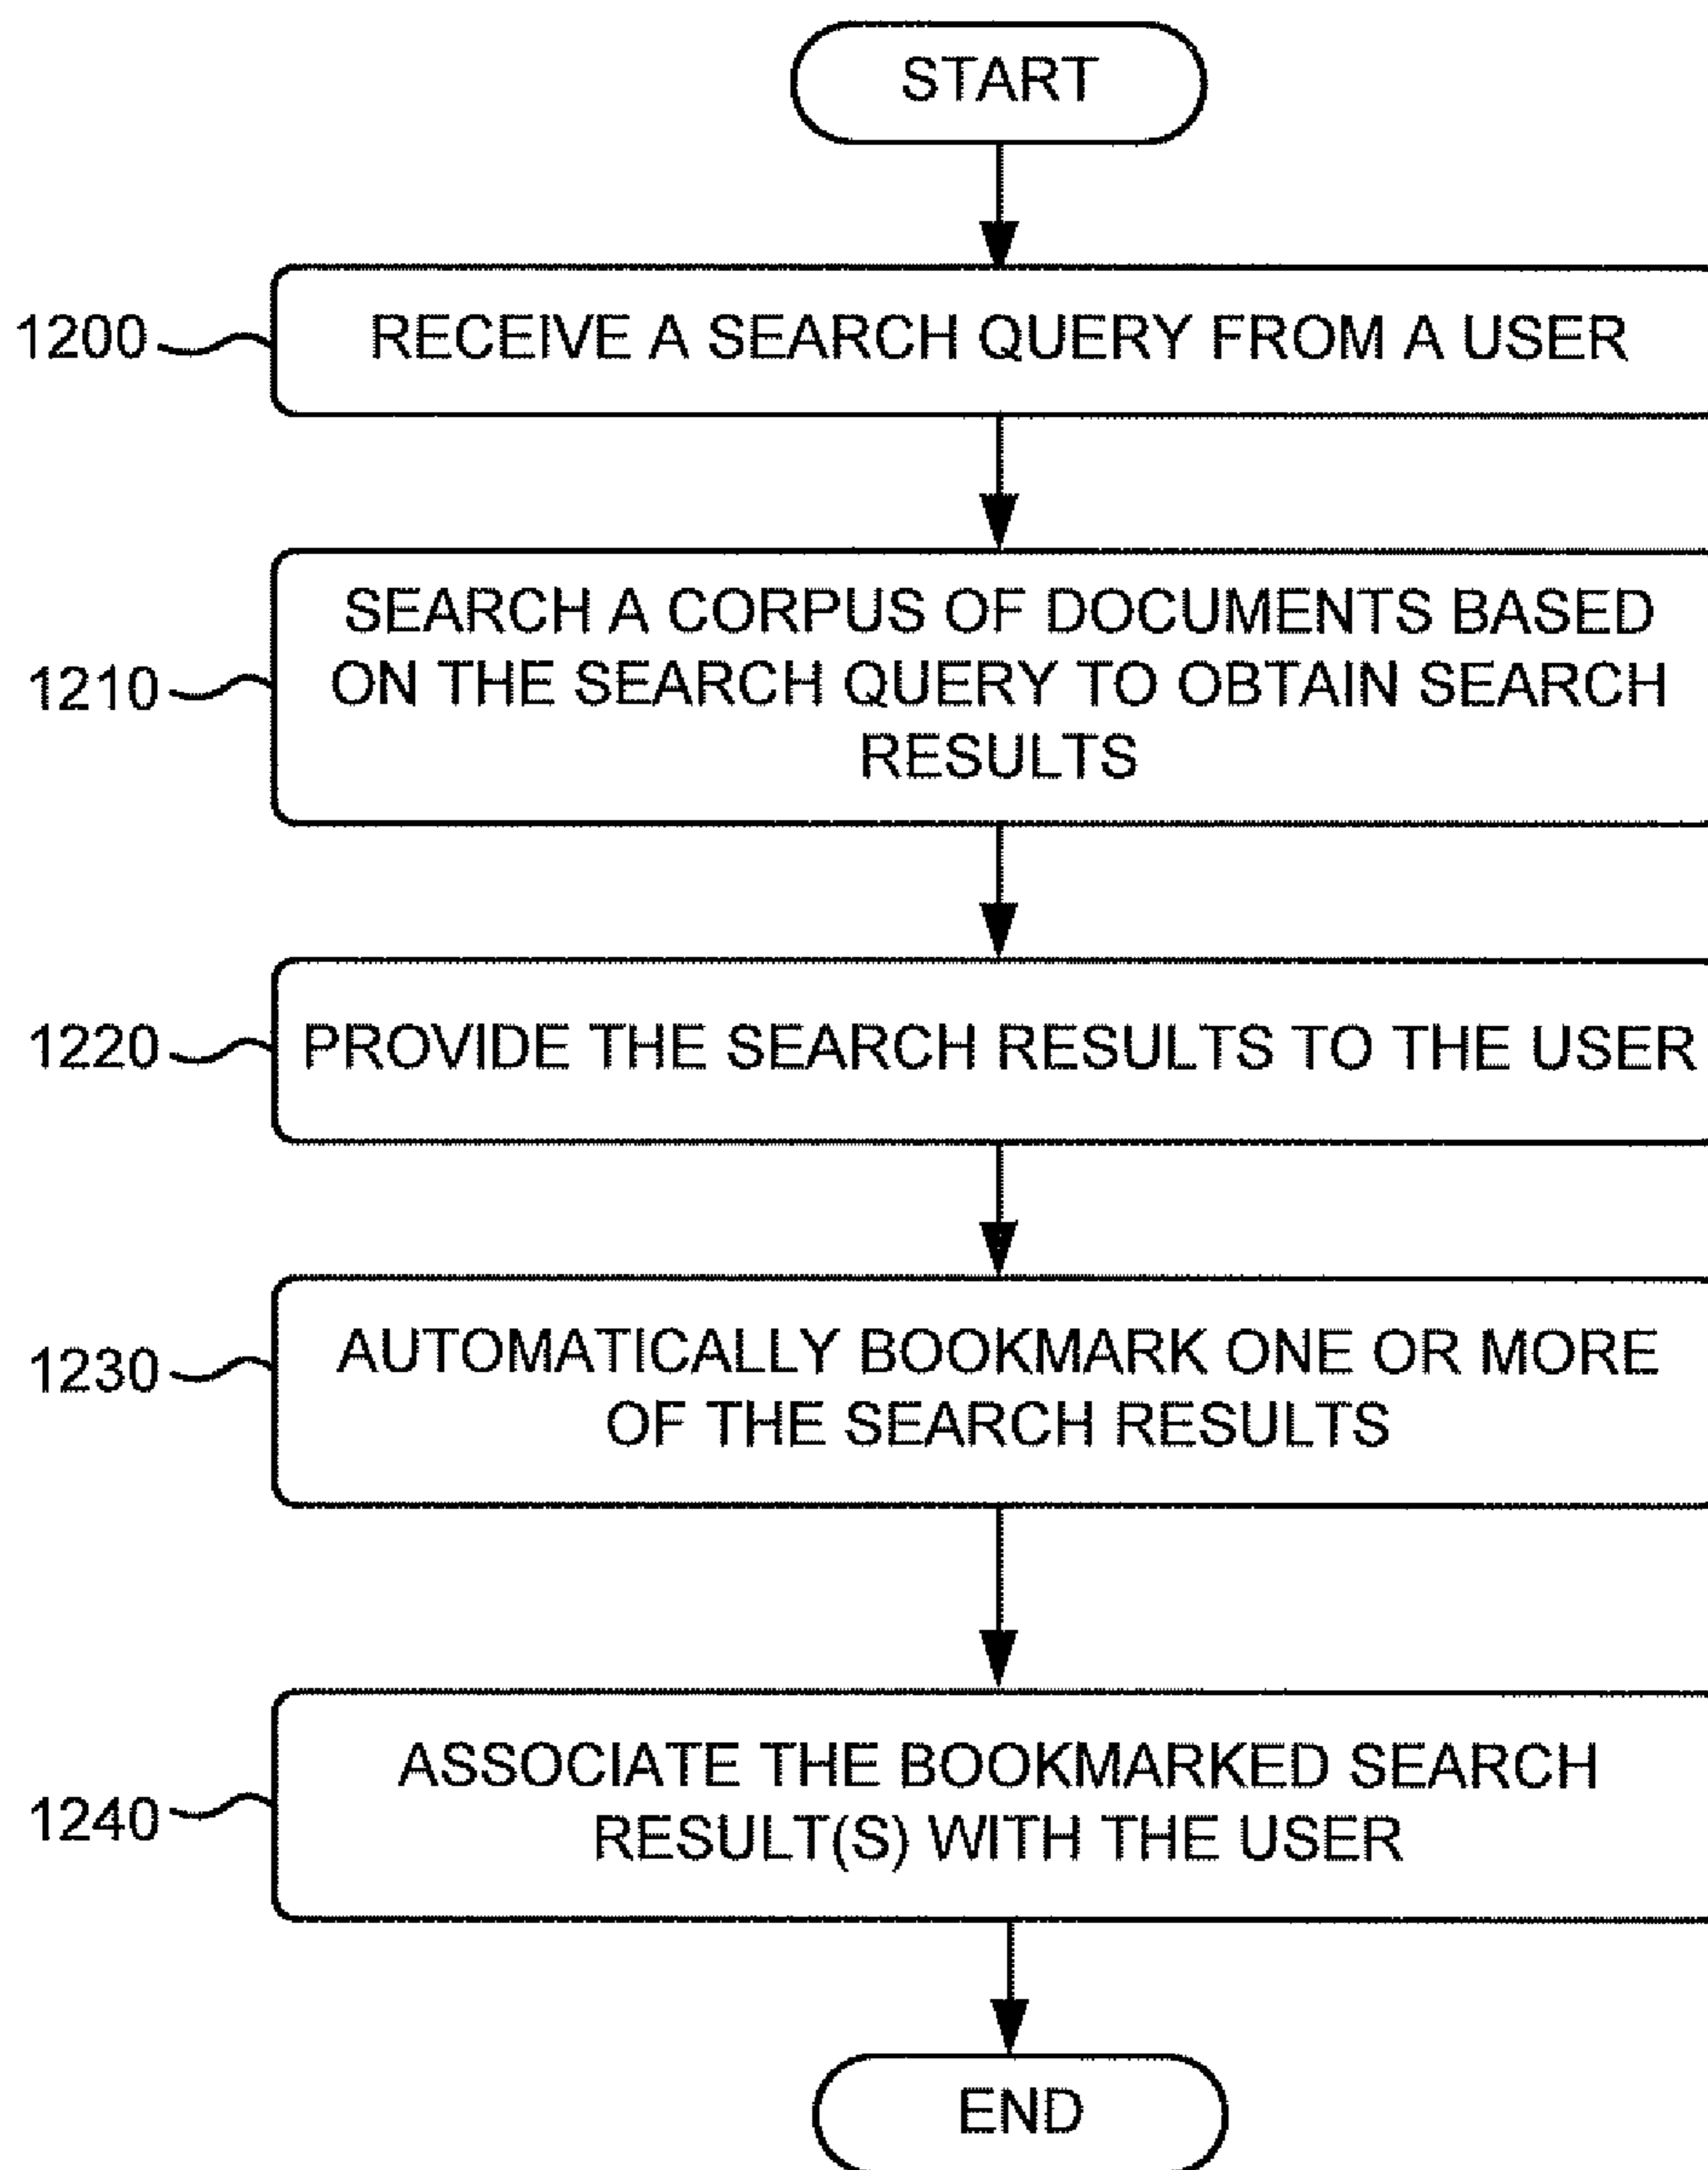 START
1200
RECEIVE A SEARCH QUERY FROM A USER
1210
SEARCH A CORPUS OF DOCUMENTS BASED
ON THE SEARCH QUERY TO OBTAIN SEARCH
RESULTS
1220
PROVIDE THE SEARCH RESULTS TO THE USER
1230
AUTOMATICALLY BOOKMARK ONE OR MORE
OF THE SEARCH RESULTS
1240
ASSOCIATE THE BOOKMARKED SEARCH
RESULT(S) WITH THE USER
END